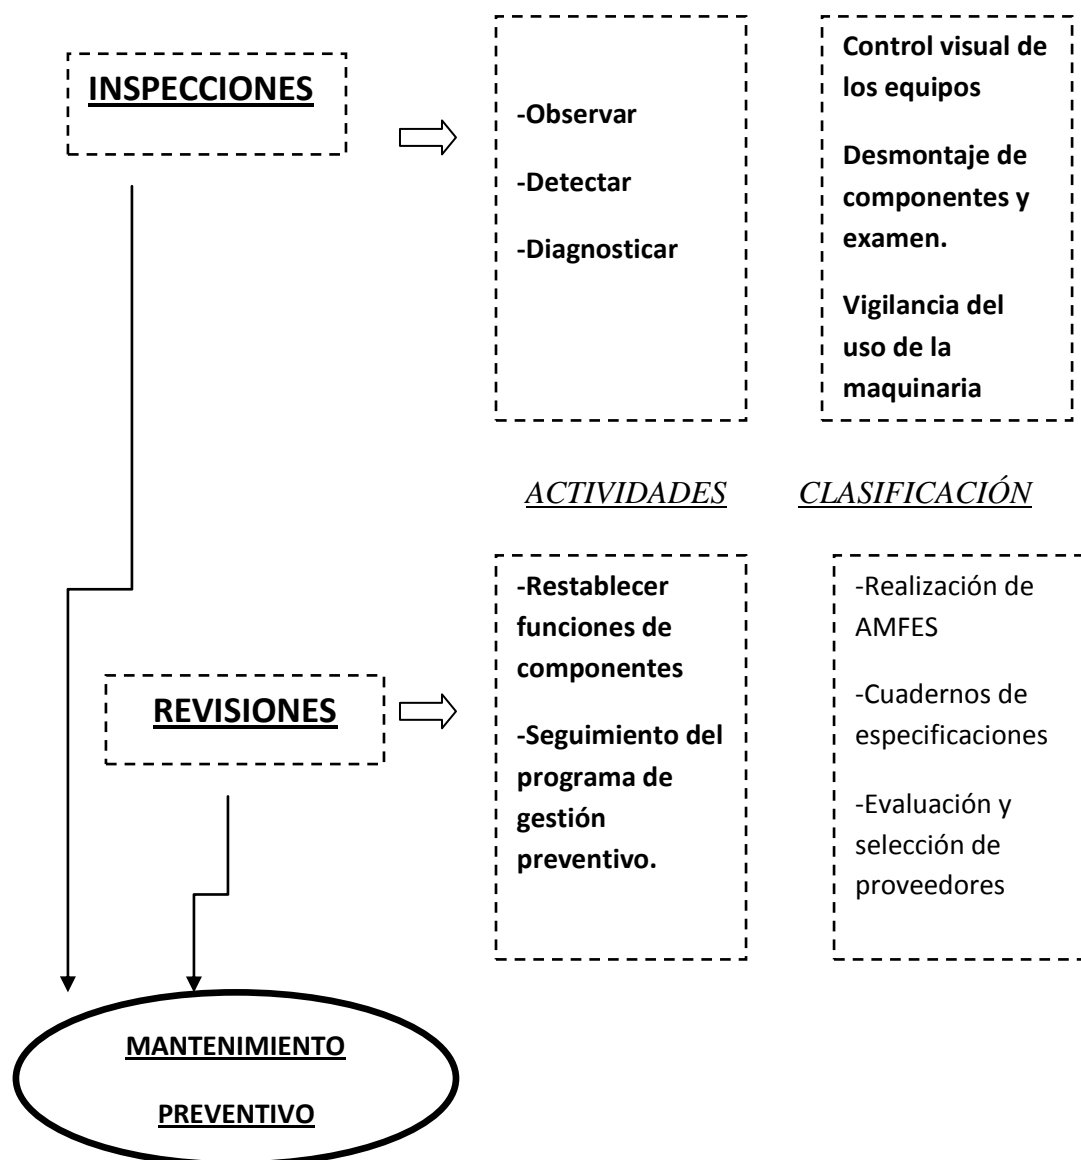 INSPECCIONES
-Observar
-Detectar
-Diagnosticar
Control visual de
los equipos
Desmontaje de
componentes y
examen.
Vigilancia del
uso de la
maquinaria
ACTIVIDADES
CLASIFICACIÓN
REVISIONES
-Restablecer
funciones de
componentes
-Seguimiento del
programa de
gestión
preventivo.
-Realización de
AMFES
-Cuadernos de
especificaciones
-Evaluación y
selección de
proveedores
MANTENIMIENTO
PREVENTIVO